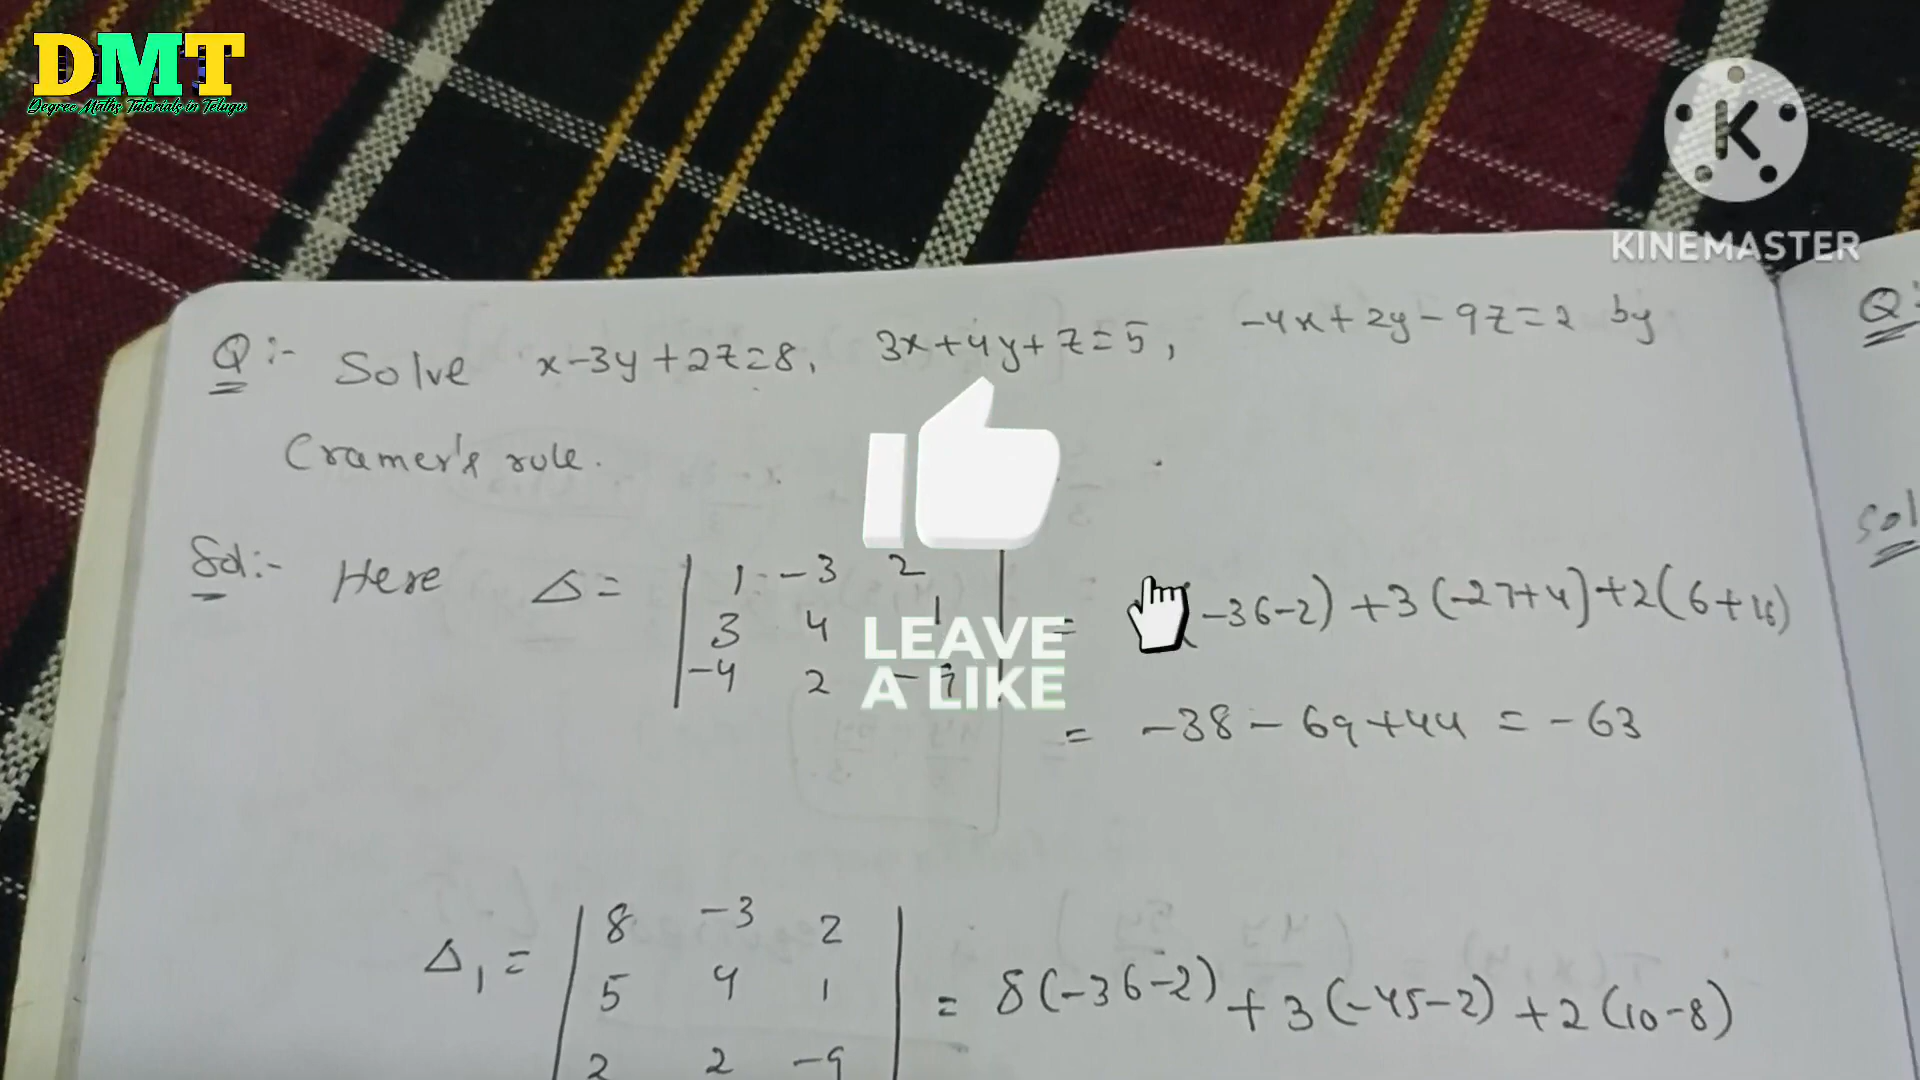 DMT
Degree Maths Tutorials in Telugu
KINEMASTER
Q:- Solve x-3y+2z=8, 3x+4y+z=5, -4x+2y-9z=2 by
Cramer's rule.
Sol:- Here Δ = | 1 -3 2 |
| 3 4 1 | = (-36-2)+3(-27+4)+2(6+16)
| -4 2 -9 |
LEAVE
A LIKE
= -38-69+44 = -63
Δ₁ = | 8 -3 2 |
| 5 4 1 | = 8(-36-2)+3(-45-2)+2(10-8)
| 2 2 -9
Q:
Sol